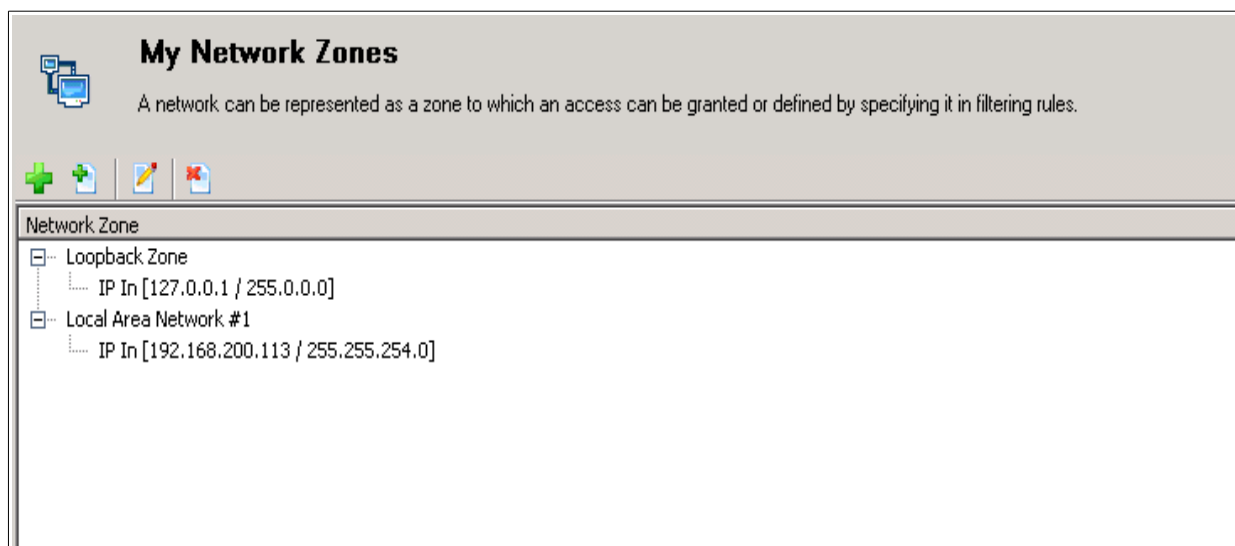 My Network Zones
A network can be represented as a zone to which an access can be granted or defined by specifying it in filtering rules.
Network Zone
Loopback Zone
IP In [127.0.0.1 / 255.0.0.0]
Local Area Network #1
IP In [192.168.200.113 / 255.255.254.0]